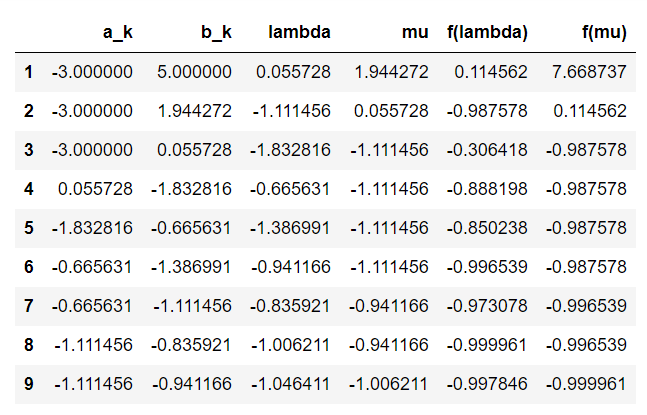 a_k b_k lambda mu f(lambda) f(mu)
1 -3.000000 5.000000 0.055728 1.944272 0.114562 7.668737
2 -3.000000 1.944272 -1.111456 0.055728 -0.987578 0.114562
3 -3.000000 0.055728 -1.832816 -1.111456 -0.306418 -0.987578
4 0.055728 -1.832816 -0.665631 -1.111456 -0.888198 -0.987578
5 -1.832816 -0.665631 -1.386991 -1.111456 -0.850238 -0.987578
6 -0.665631 -1.386991 -0.941166 -1.111456 -0.996539 -0.987578
7 -0.665631 -1.111456 -0.835921 -0.941166 -0.973078 -0.996539
8 -1.111456 -0.835921 -1.006211 -0.941166 -0.999961 -0.996539
9 -1.111456 -0.941166 -1.046411 -1.006211 -0.997846 -0.999961